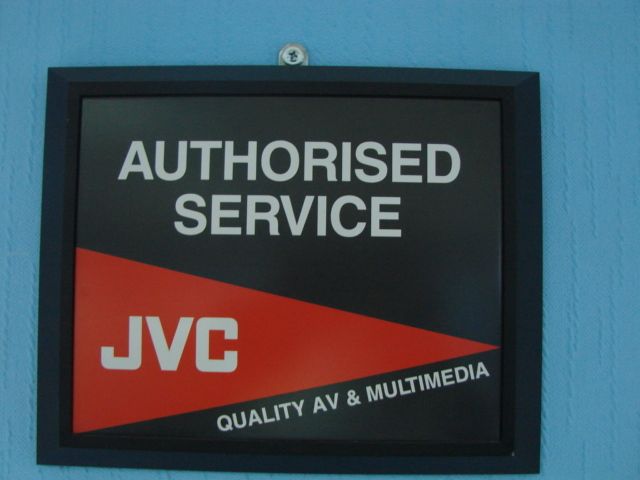 AUTHORISED
SERVICE
JVC
QUALITY AV & MULTIMEDIA